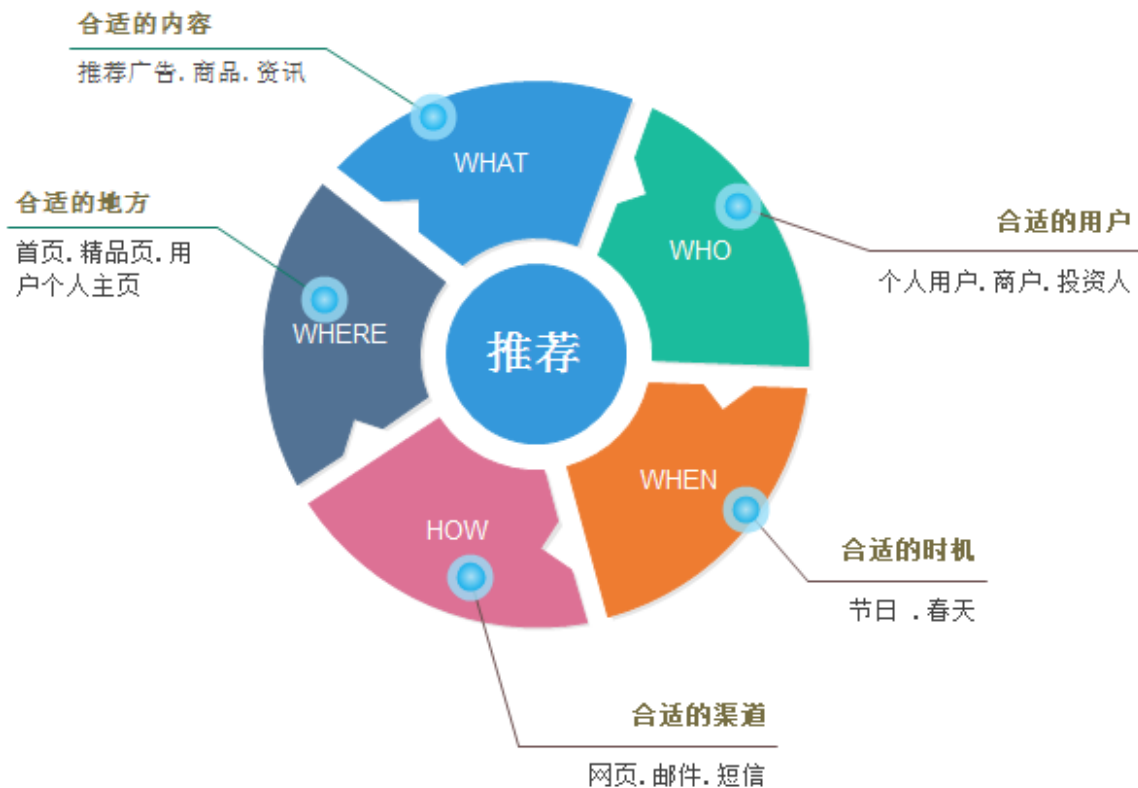 合适的内容
推荐广告.商品.资讯
WHAT
合适的地方
首页.精品页.用
户个人主页
WHERE
合适的用户
个人用户.商户.投资人
WHO
推荐
WHEN
合适的时机
节日 .春天
HOW
合适的渠道
网页.邮件.短信